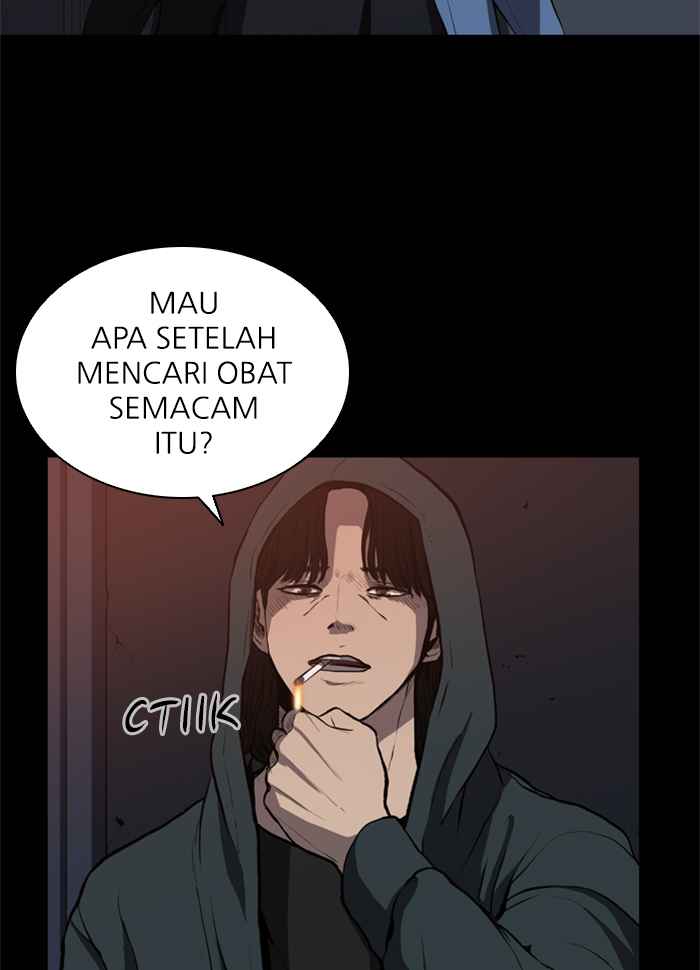 MAU
APA SETELAH
MENCARI OBAT
SEMACAM
ITU?
CTIIK